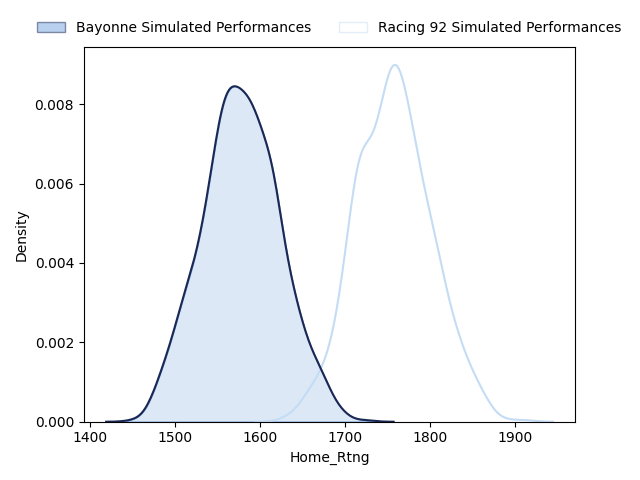 Bayonne Simulated Performances
Racing 92 Simulated Performances
0.008
0.006
0.004
0.002
0.000
Density
1400 1500 1600 1700 1800 1900
Home_Rtng